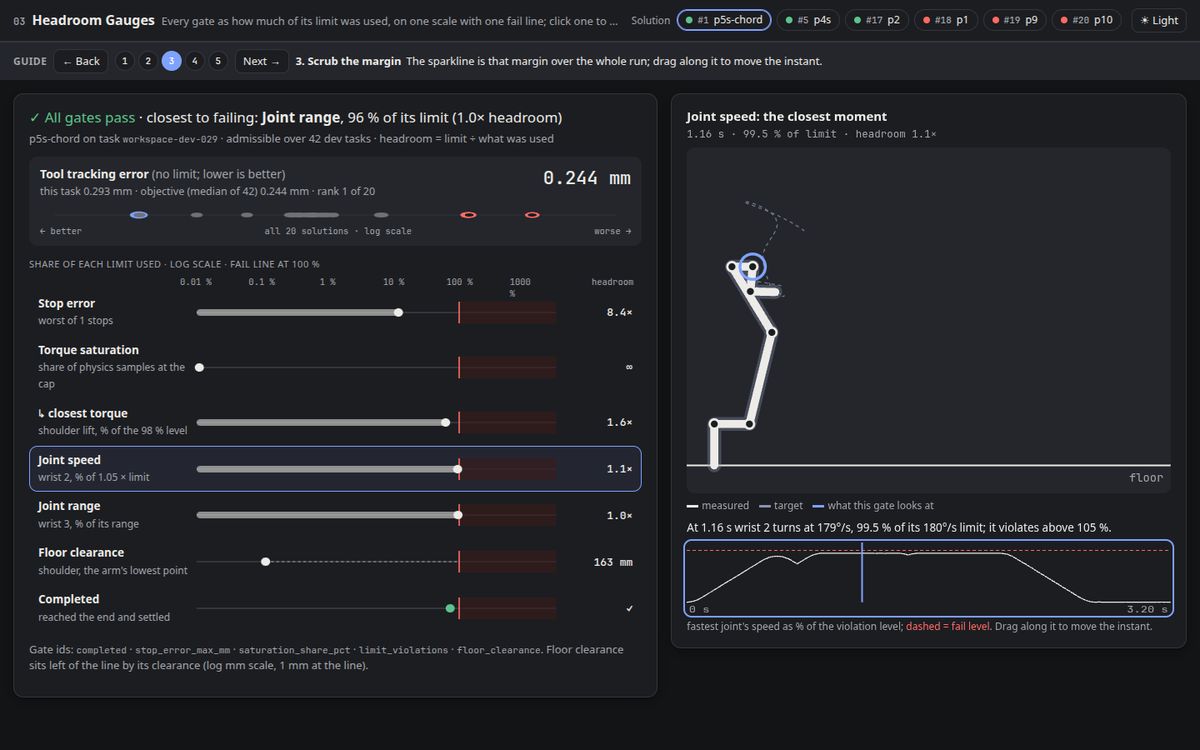 03 Headroom Gauges Every gate as how much of its limit was used, on one scale with one fail line; click one to ... Solution #1 p5s-chord #5 p4s #17 p2 #18 p1 #19 p9 #20 p10 ☀ Light
GUIDE ← Back 1 2 3 4 5 Next → 3. Scrub the margin The sparkline is that margin over the whole run; drag along it to move the instant.
✓ All gates pass · closest to failing: Joint range, 96 % of its limit (1.0× headroom)
p5s-chord on task workspace-dev-029 · admissible over 42 dev tasks · headroom = limit ÷ what was used
Tool tracking error (no limit; lower is better) 0.244 mm
this task 0.293 mm · objective (median of 42) 0.244 mm · rank 1 of 20
← better all 20 solutions · log scale worse →
SHARE OF EACH LIMIT USED · LOG SCALE · FAIL LINE AT 100 %
0.01 % 0.1 % 1 % 10 % 100 % 1000 % headroom
Stop error
worst of 1 stops
8.4×
Torque saturation
share of physics samples at the
cap
∞
↳ closest torque
shoulder lift, % of the 98 % level
1.6×
Joint speed
wrist 2, % of 1.05 × limit
1.1×
Joint range
wrist 3, % of its range
1.0×
Floor clearance
shoulder, the arm's lowest point
163 mm
Completed
reached the end and settled
✓
Gate ids: completed · stop_error_max_mm · saturation_share_pct · limit_violations · floor_clearance. Floor clearance
sits left of the line by its clearance (log mm scale, 1 mm at the line).
Joint speed: the closest moment
1.16 s · 99.5 % of limit · headroom 1.1×
floor
measured target what this gate looks at
At 1.16 s wrist 2 turns at 179°/s, 99.5 % of its 180°/s limit; it violates above 105 %.
0 s 3.20 s
fastest joint's speed as % of the violation level; dashed = fail level. Drag along it to move the instant.